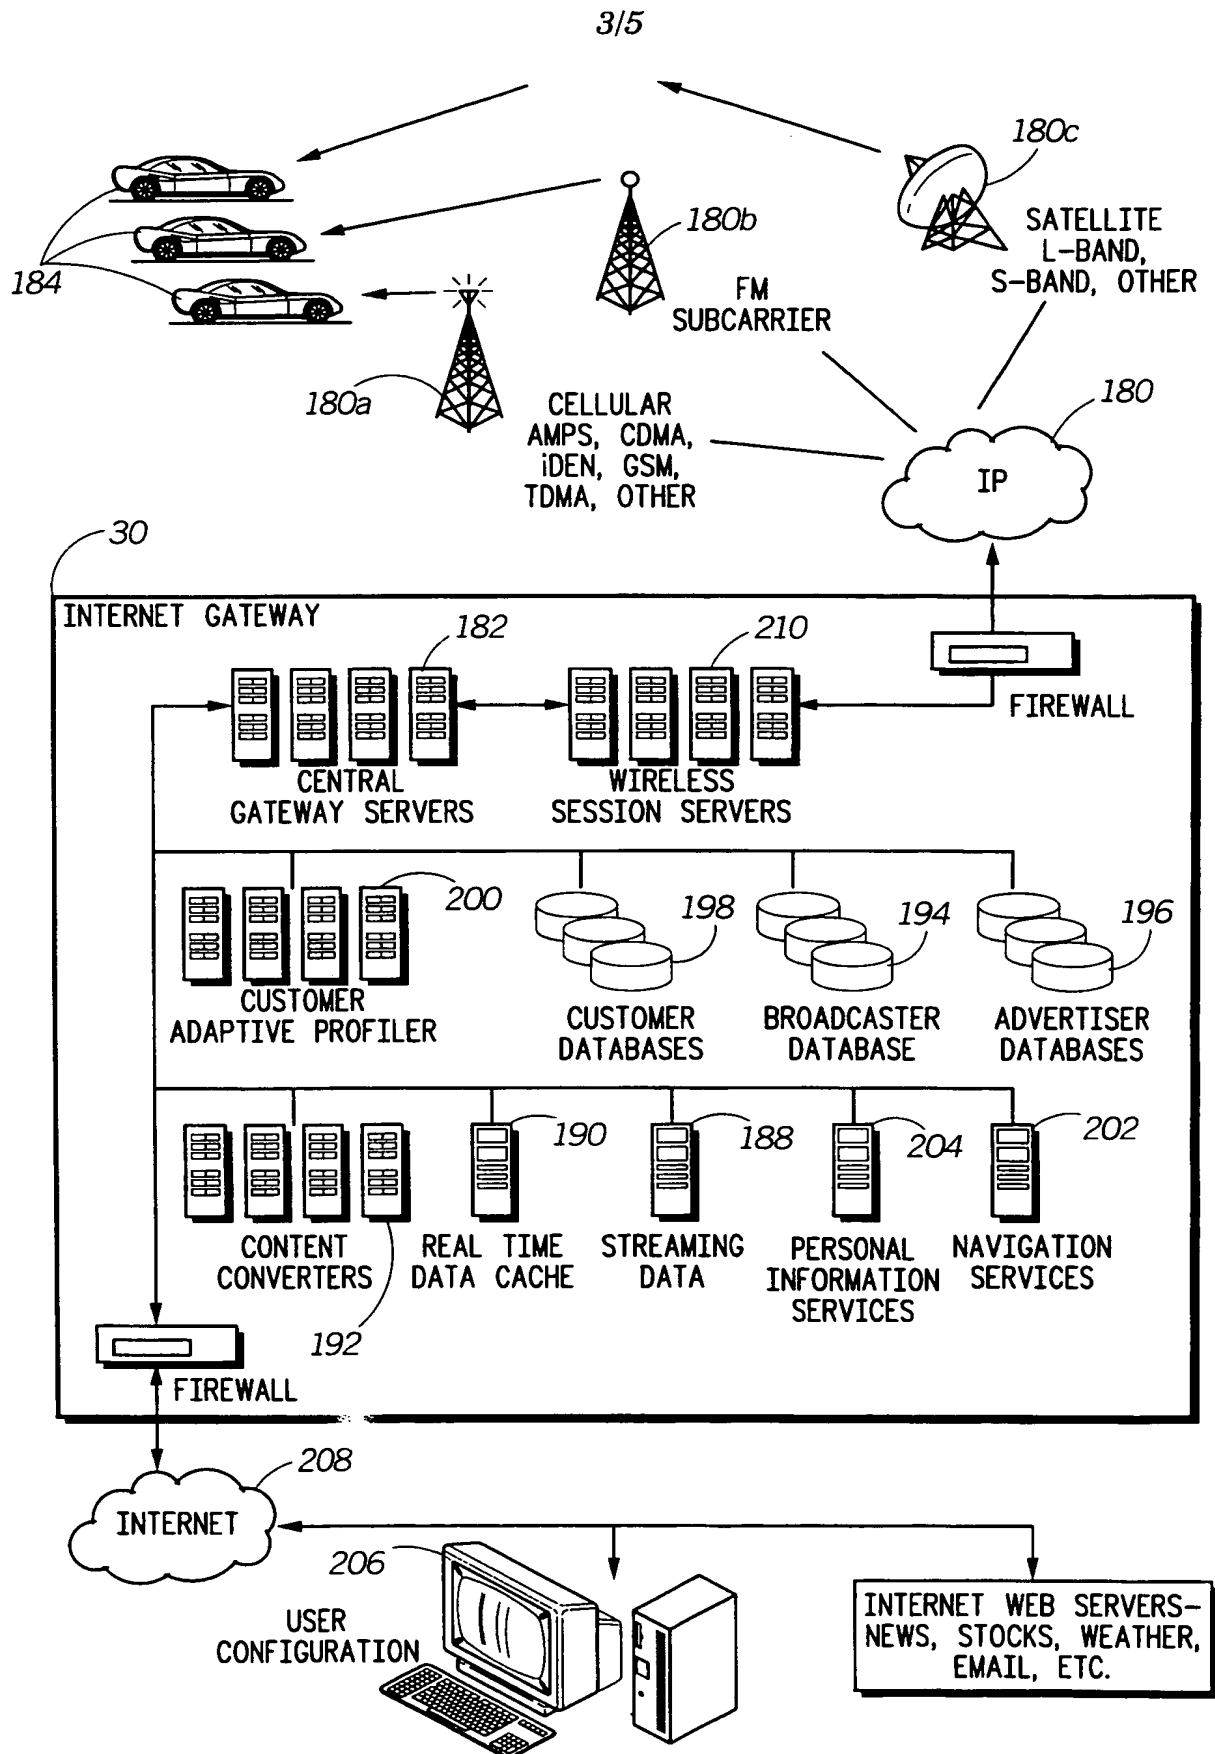 3/5
180c
SATELLITE
L-BAND,
S-BAND, OTHER
180b
FM
SUBCARRIER
184
180a
CELLULAR
AMPS, CDMA,
iDEN, GSM,
TDMA, OTHER
180
IP
30
INTERNET GATEWAY
182
210
FIREWALL
CENTRAL
GATEWAY SERVERS
WIRELESS
SESSION SERVERS
200
198
194
196
CUSTOMER
ADAPTIVE PROFILER
CUSTOMER
DATABASES
BROADCASTER
DATABASE
ADVERTISER
DATABASES
190
188
204
202
CONTENT
CONVERTERS
REAL TIME
DATA CACHE
STREAMING
DATA
PERSONAL
INFORMATION
SERVICES
NAVIGATION
SERVICES
192
FIREWALL
208
INTERNET
206
USER
CONFIGURATION
INTERNET WEB SERVERS-
NEWS, STOCKS, WEATHER,
EMAIL, ETC.